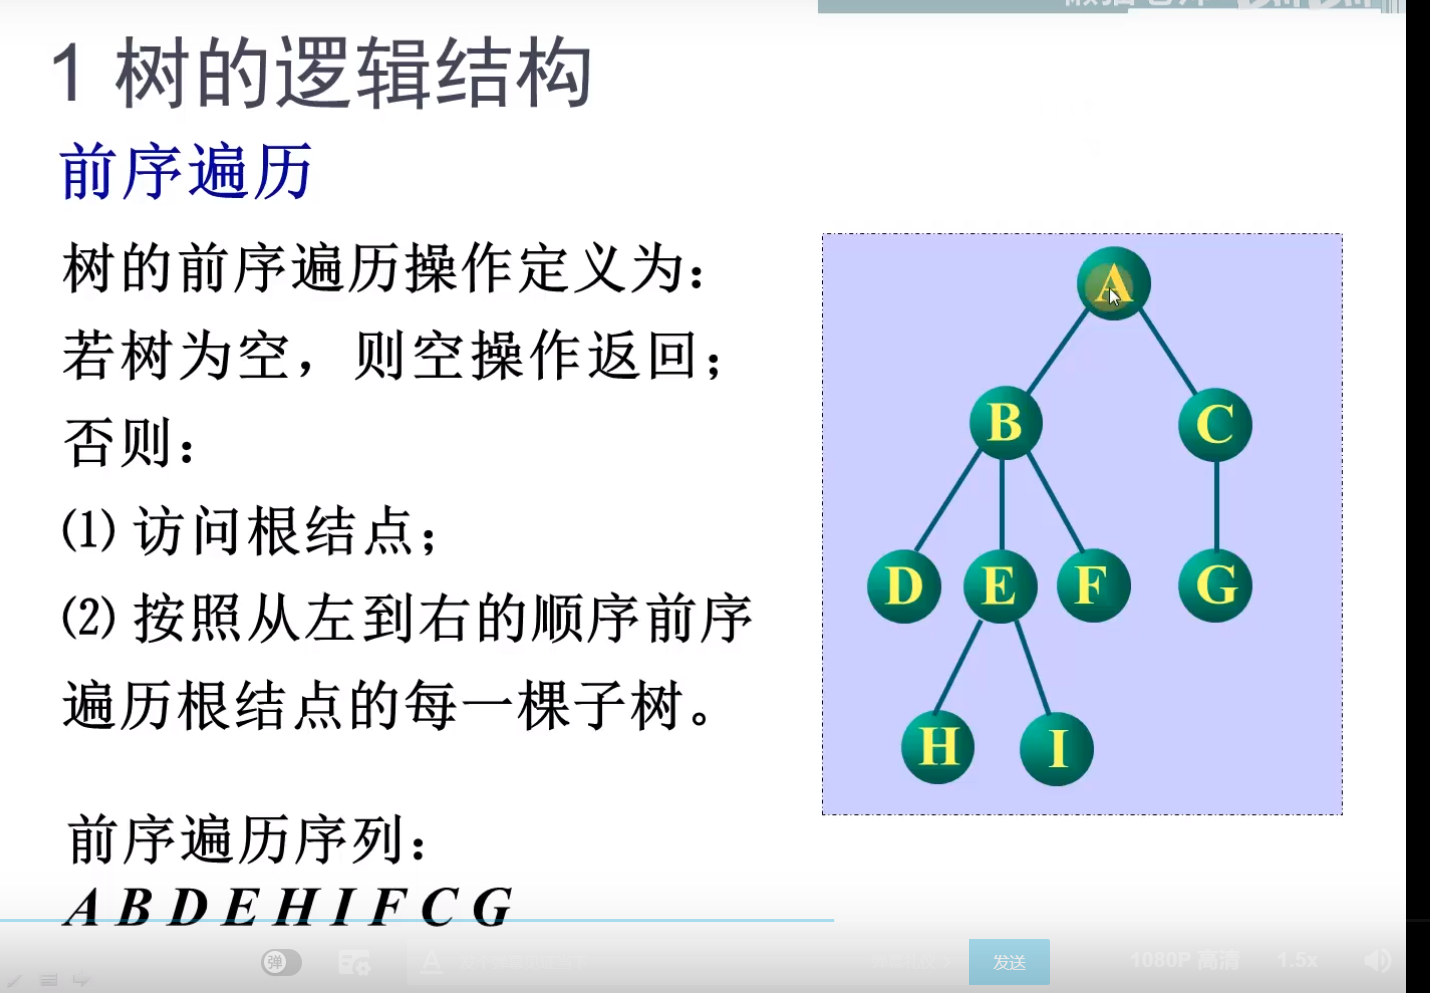 1 树的逻辑结构
前序遍历
树的前序遍历操作定义为：
若树为空，则空操作返回；
否则：
⑴ 访问根结点；
⑵ 按照从左到右的顺序前序
遍历根结点的每一棵子树。
前序遍历序列：
A B D E H I F C G
A
B C
D E F G
H I
弹
发送
1080P 高清
1.5x